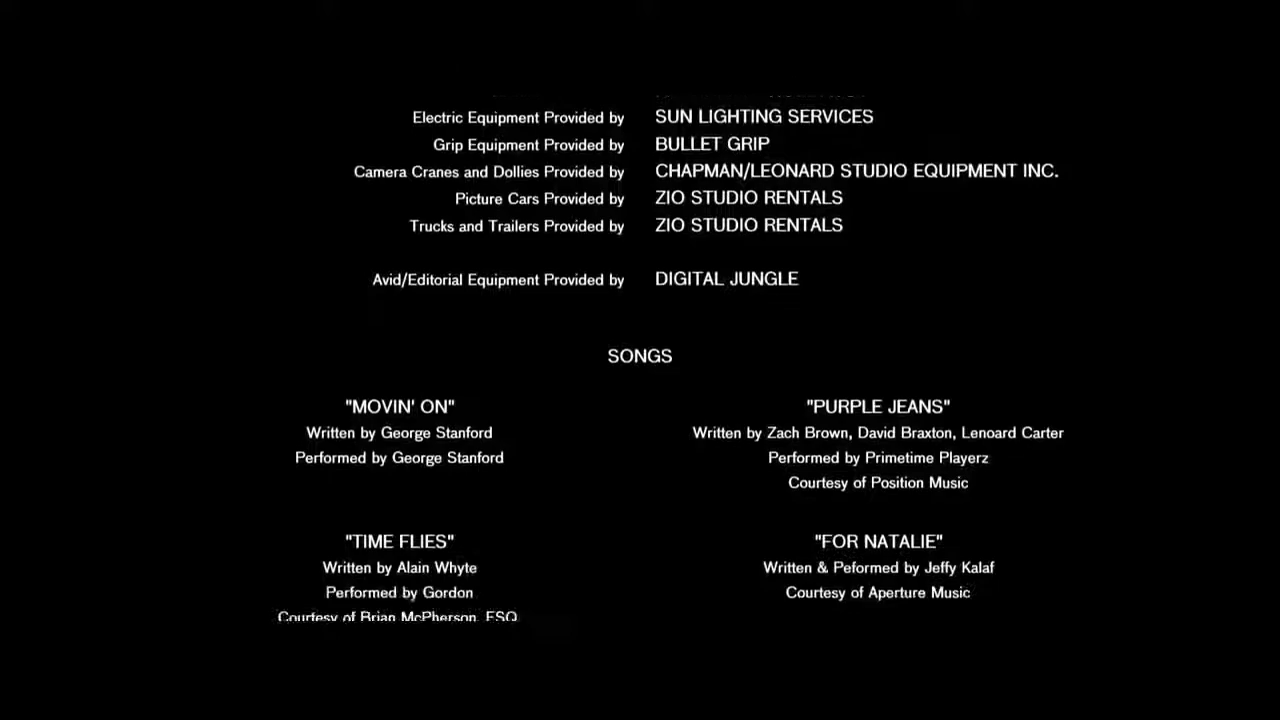 Electric Equipment Provided by SUN LIGHTING SERVICES
Grip Equipment Provided by BULLET GRIP
Camera Cranes and Dollies Provided by CHAPMAN/LEONARD STUDIO EQUIPMENT INC.
Picture Cars Provided by ZIO STUDIO RENTALS
Trucks and Trailers Provided by ZIO STUDIO RENTALS
Avid/Editorial Equipment Provided by DIGITAL JUNGLE
SONGS
"MOVIN' ON"
Written by George Stanford
Performed by George Stanford
"PURPLE JEANS"
Written by Zach Brown, David Braxton, Lenoard Carter
Performed by Primetime Playerz
Courtesy of Position Music
"TIME FLIES"
Written by Alain Whyte
Performed by Gordon
Courtesy of Brian McPherson, ESQ
"FOR NATALIE"
Written & Peformed by Jeffy Kalaf
Courtesy of Aperture Music